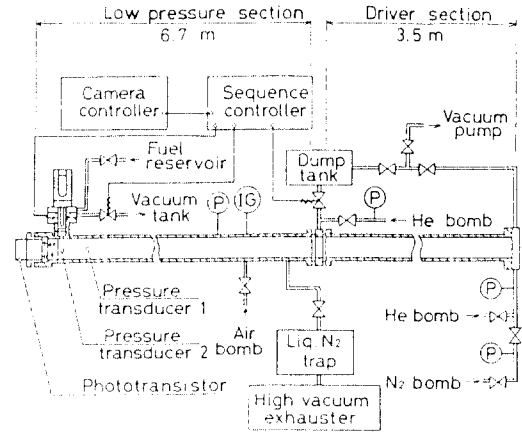 Low pressure section
6.7 m
Driver section
3.5 m
Camera
controller
Sequence
controller
Vacuum
pump
Fuel
reservoir
Dump
tank
Vacuum
tank
P
IG
P
He bomb
Pressure
transducer 1
Pressure
transducer 2
Phototransistor
Air
bomb
Liq. N2
trap
High vacuum
exhauster
P
He bomb
P
N2 bomb